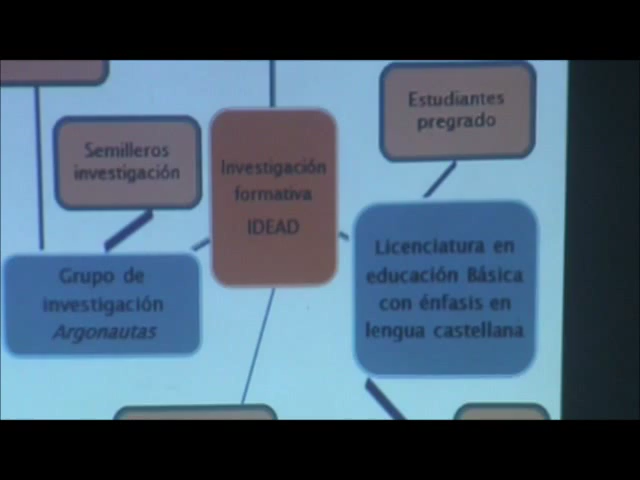 Estudiantes
pregrado
Semilleros
investigación
Investigación
formativa
IDEAD
Grupo de
investigación
Argonautas
Licenciatura en
educación Básica
con énfasis en
lengua castellana